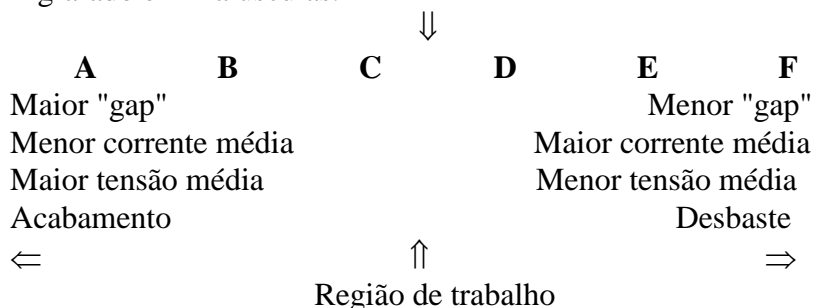 ⇓
A B C D E F
Maior "gap" Menor "gap"
Menor corrente média Maior corrente média
Maior tensão média Menor tensão média
Acabamento Desbaste
⇐ ⇑ ⇒
Região de trabalho